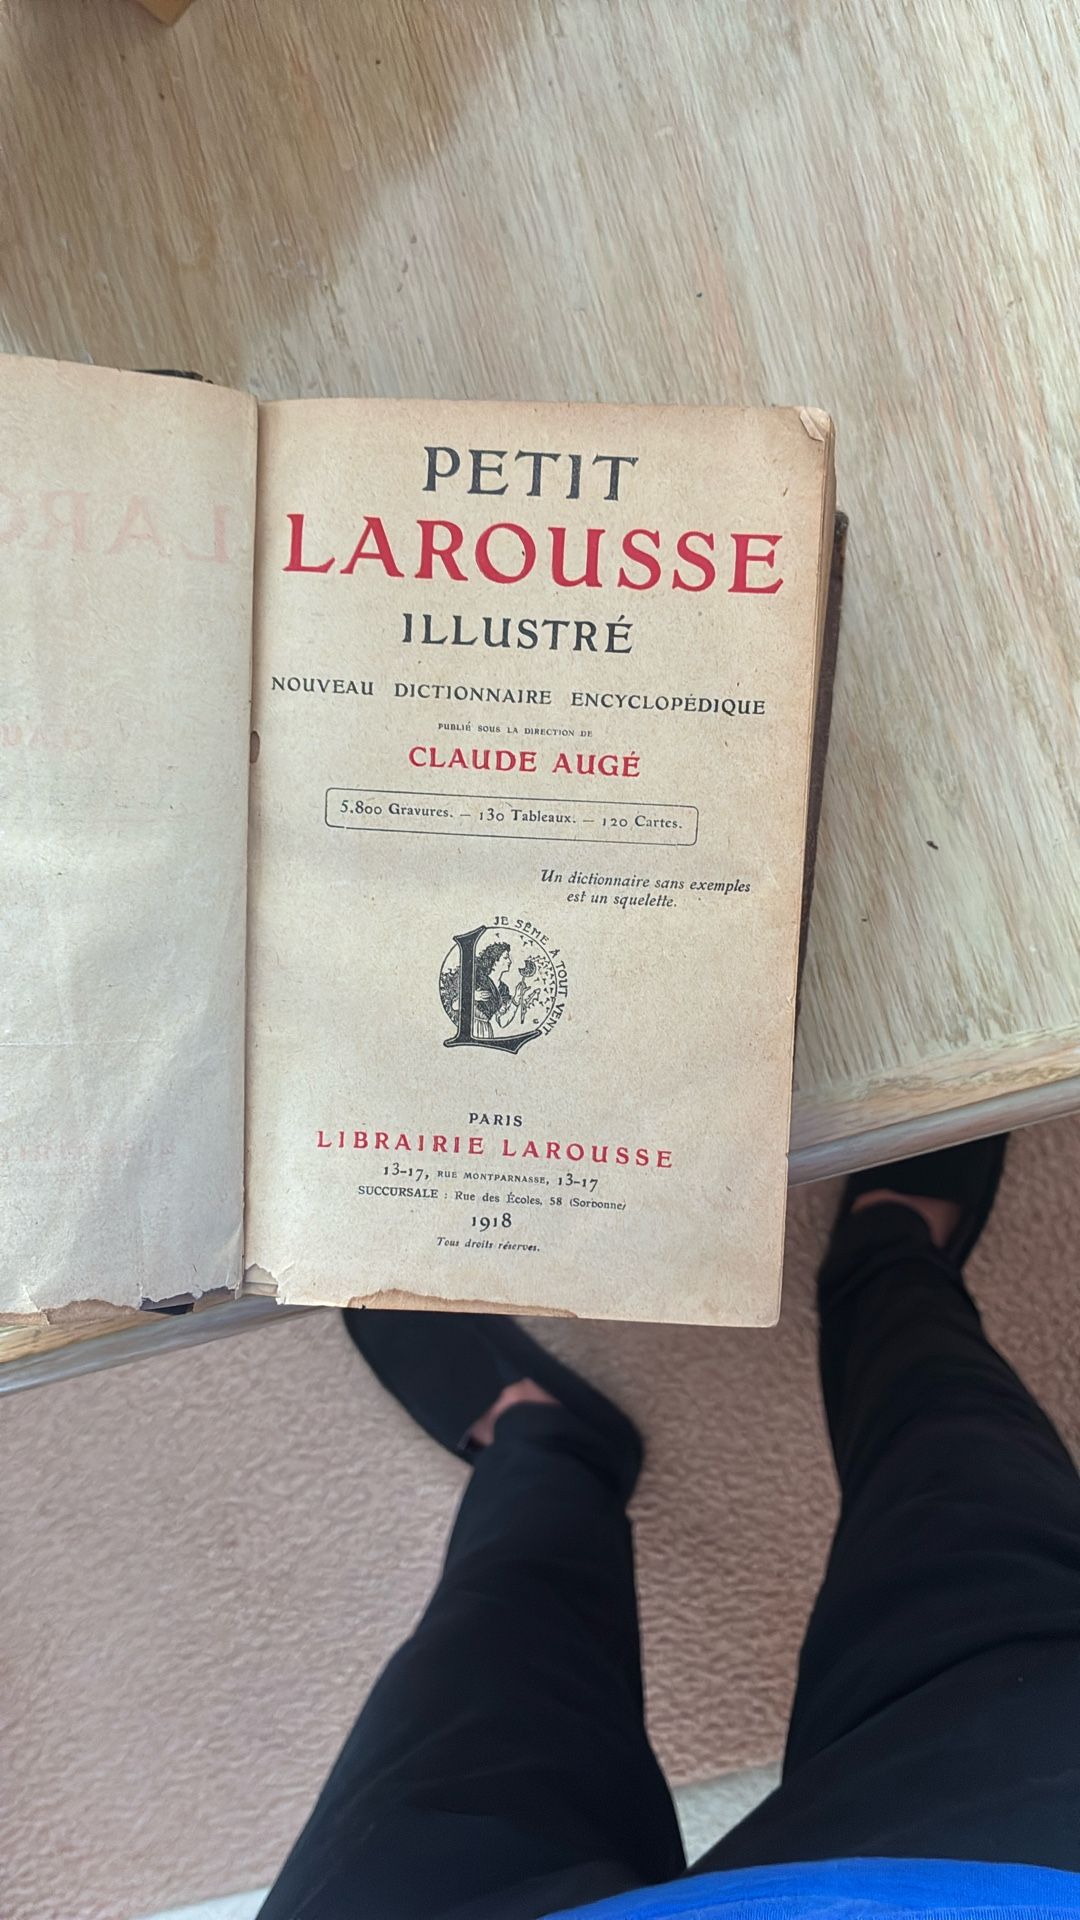 PETIT
LAROUSSE
ILLUSTRÉ
NOUVEAU DICTIONNAIRE ENCYCLOPÉDIQUE
PUBLIÉ SOUS LA DIRECTION DE
CLAUDE AUGÉ
5.800 Gravures. — 130 Tableaux. — 120 Cartes.
Un dictionnaire sans exemples
est un squelette.
JE SÈME À TOUT VENT
L
PARIS
LIBRAIRIE LAROUSSE
13-17, RUE MONTPARNASSE, 13-17
SUCCURSALE : Rue des Écoles, 58 (Sorbonne)
1918
Tous droits réservés.